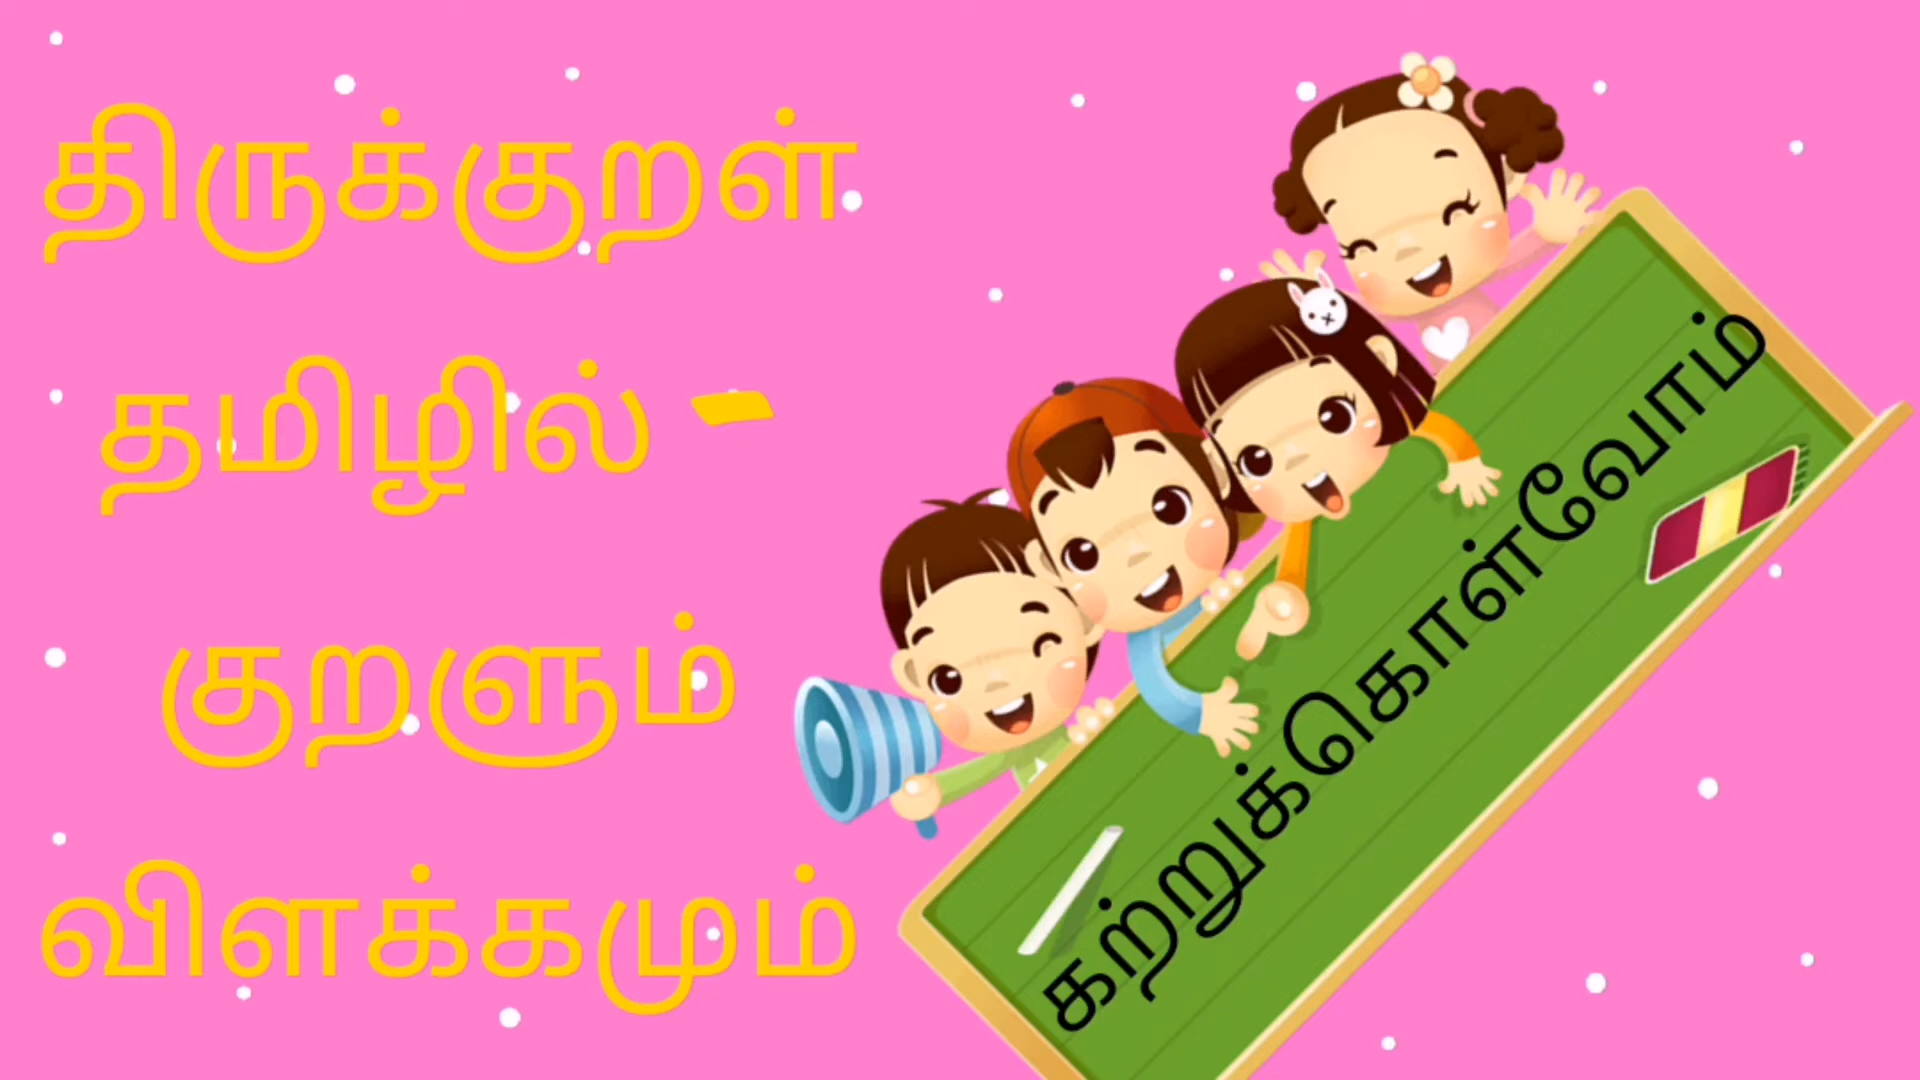 திருக்குறள்
தமிழில் -
குறளும்
விளக்கமும்
கற்றுக்கொள்வோம்